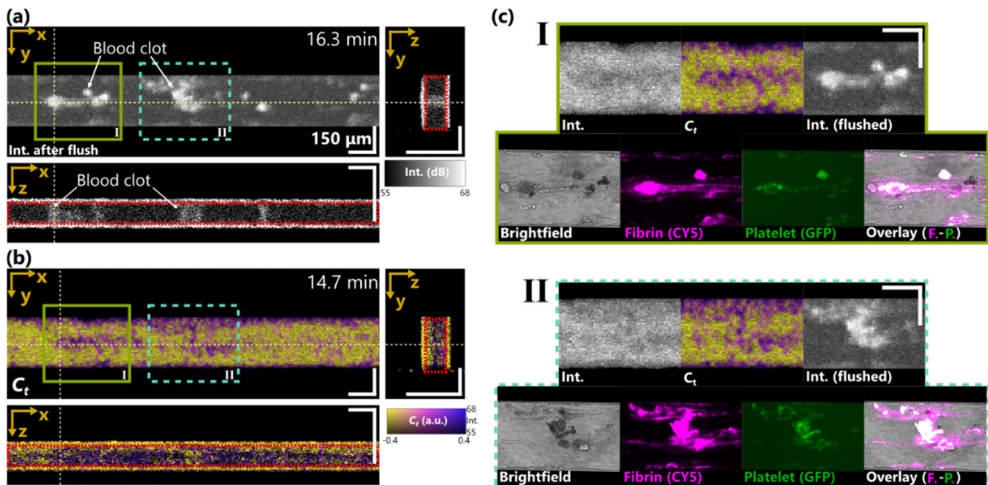 (a)
x
y
Blood clot
16.3 min
z
y
I
II
Int. after flush
150 μm
Int. (dB)
55
68
x
z
Blood clot
(b)
x
y
14.7 min
z
y
I
II
Ct
x
z
Ct (a.u.)
68
Int.
55
-0.4
0.4
(c)
I
Int.
Ct
Int. (flushed)
Brightfield
Fibrin (CY5)
Platelet (GFP)
Overlay (F.-P.)
II
Int.
Ct
Int. (flushed)
Brightfield
Fibrin (CY5)
Platelet (GFP)
Overlay (F.-P.)